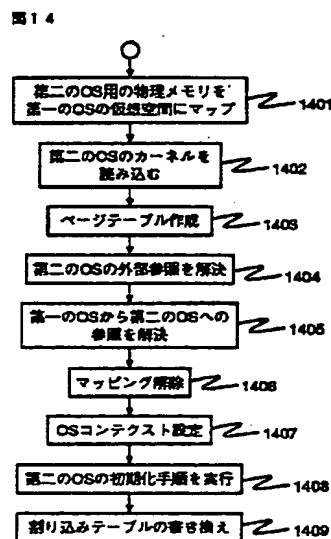 図14
第二のOS用の物理メモリを
第一のOSの仮想空間にマップ
1401
第二のOSのカーネルを
読み込む
1402
ページテーブル作成
1403
第二のOSの外部参照を解決
1404
第一のOSから第二のOSへの
参照を解決
1405
マッピング解除
1406
OSコンテクスト設定
1407
第二のOSの初期化手順を実行
1408
割り込みテーブルの書き換え
1409